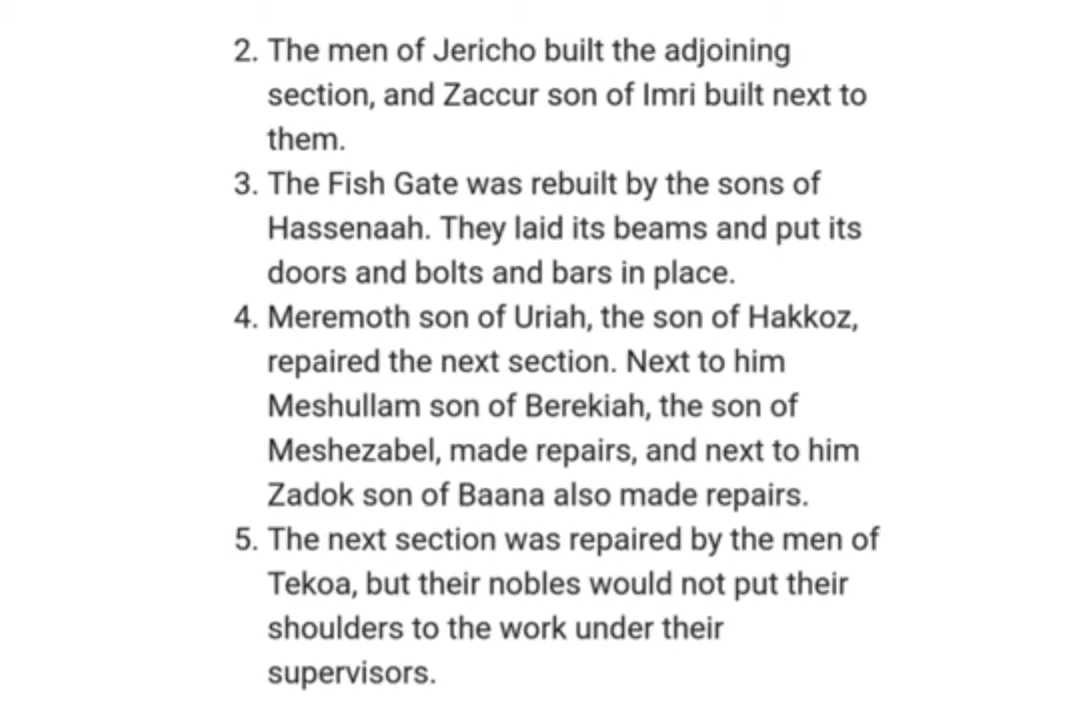 2. The men of Jericho built the adjoining
section, and Zaccur son of Imri built next to
them.
3. The Fish Gate was rebuilt by the sons of
Hassenaah. They laid its beams and put its
doors and bolts and bars in place.
4. Meremoth son of Uriah, the son of Hakkoz,
repaired the next section. Next to him
Meshullam son of Berekiah, the son of
Meshezabel, made repairs, and next to him
Zadok son of Baana also made repairs.
5. The next section was repaired by the men of
Tekoa, but their nobles would not put their
shoulders to the work under their
supervisors.